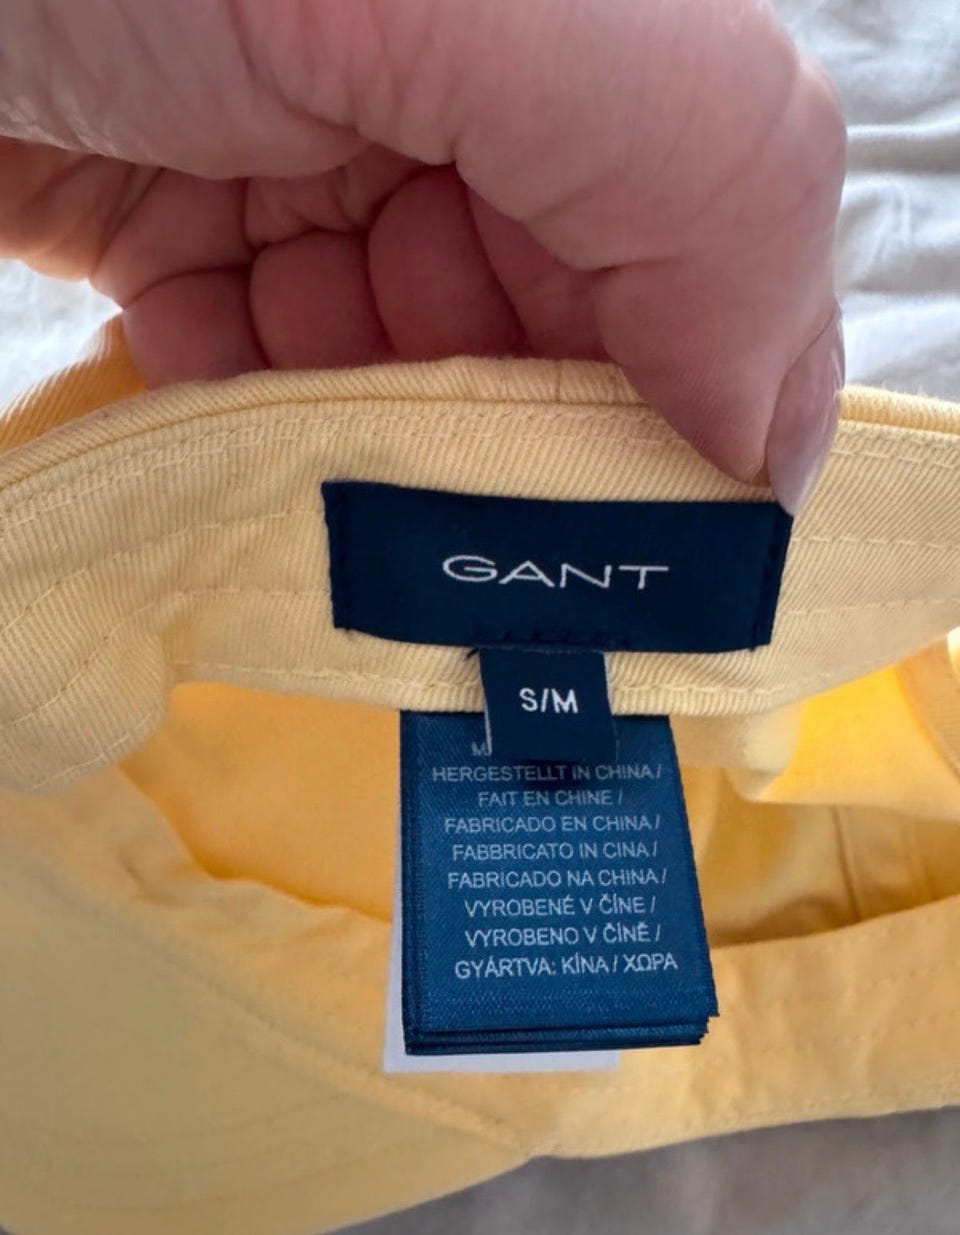 GANT
S/M
HERGESTELLT IN CHINA /
FAIT EN CHINE /
FABRICADO EN CHINA /
FABBRICATO IN CINA /
FABRICADO NA CHINA /
VYROBENÉ V ČÍNE /
VYROBENO V ČÍNĚ /
GYÁRTVA: KÍNA / ΧΩΡΑ